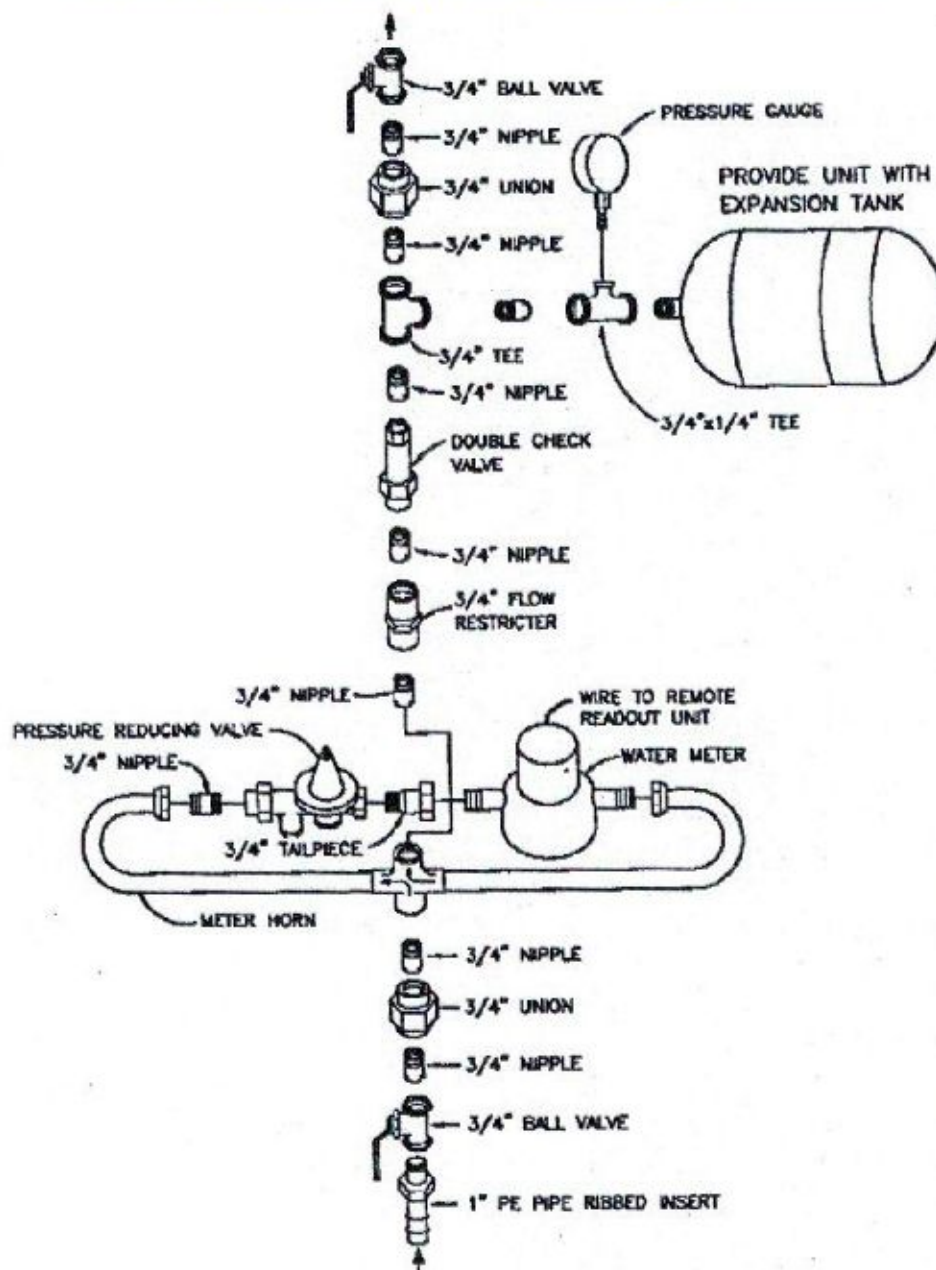 3/4" BALL VALVE
PRESSURE GAUGE
3/4" NIPPLE
PROVIDE UNIT WITH
EXPANSION TANK
3/4" UNION
3/4" NIPPLE
3/4" TEE
3/4" NIPPLE
3/4"x1/4" TEE
DOUBLE CHECK
VALVE
3/4" NIPPLE
3/4" FLOW
RESTRICTER
3/4" NIPPLE
WIRE TO REMOTE
READOUT UNIT
PRESSURE REDUCING VALVE
WATER METER
3/4" NIPPLE
3/4" TAILPIECE
METER HORN
3/4" NIPPLE
3/4" UNION
3/4" NIPPLE
3/4" BALL VALVE
1" PE PIPE RIBBED INSERT